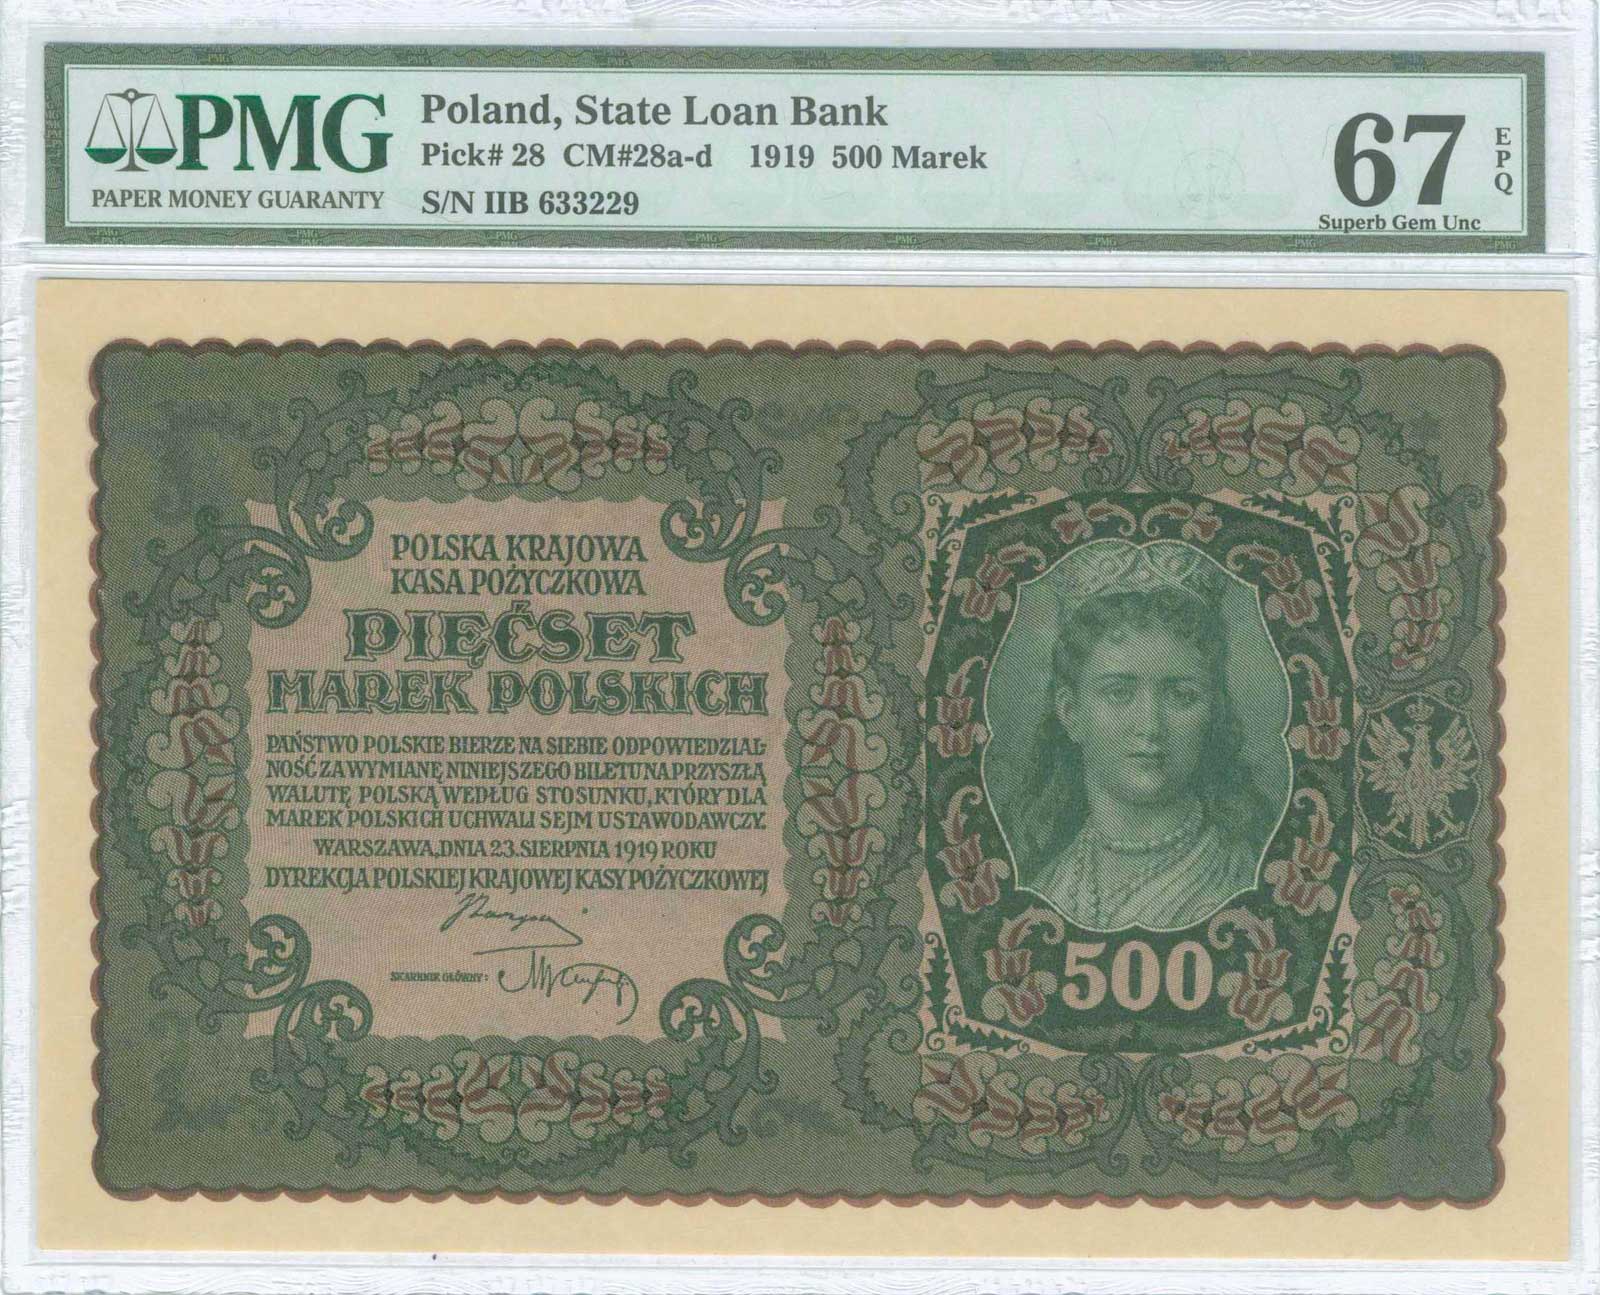 PMG
PAPER MONEY GUARANTY
Poland, State Loan Bank
Pick# 28 CM#28a-d 1919 500 Marek
S/N IIB 633229
67
EPQ
Superb Gem Unc
POLSKA KRAJOWA
KASA POŻYCZKOWA
PIĘĆSET
MAREK POLSKICH
PAŃSTWO POLSKIE BIERZE NA SIEBIE ODPOWIEDZIAL-
NOŚĆ ZA WYMIANĘ NINIEJSZEGO BILETU NA PRZYSZŁĄ
WALUTĘ POLSKĄ WEDŁUG STOSUNKU, KTÓRY DLA
MAREK POLSKICH UCHWALI SEJM USTAWODAWCZY.
WARSZAWA, DNIA 23. SIERPNIA 1919 ROKU
DYREKCJA POLSKIEJ KRAJOWEJ KASY POŻYCZKOWEJ
SKARBNIK GŁÓWNY:
500